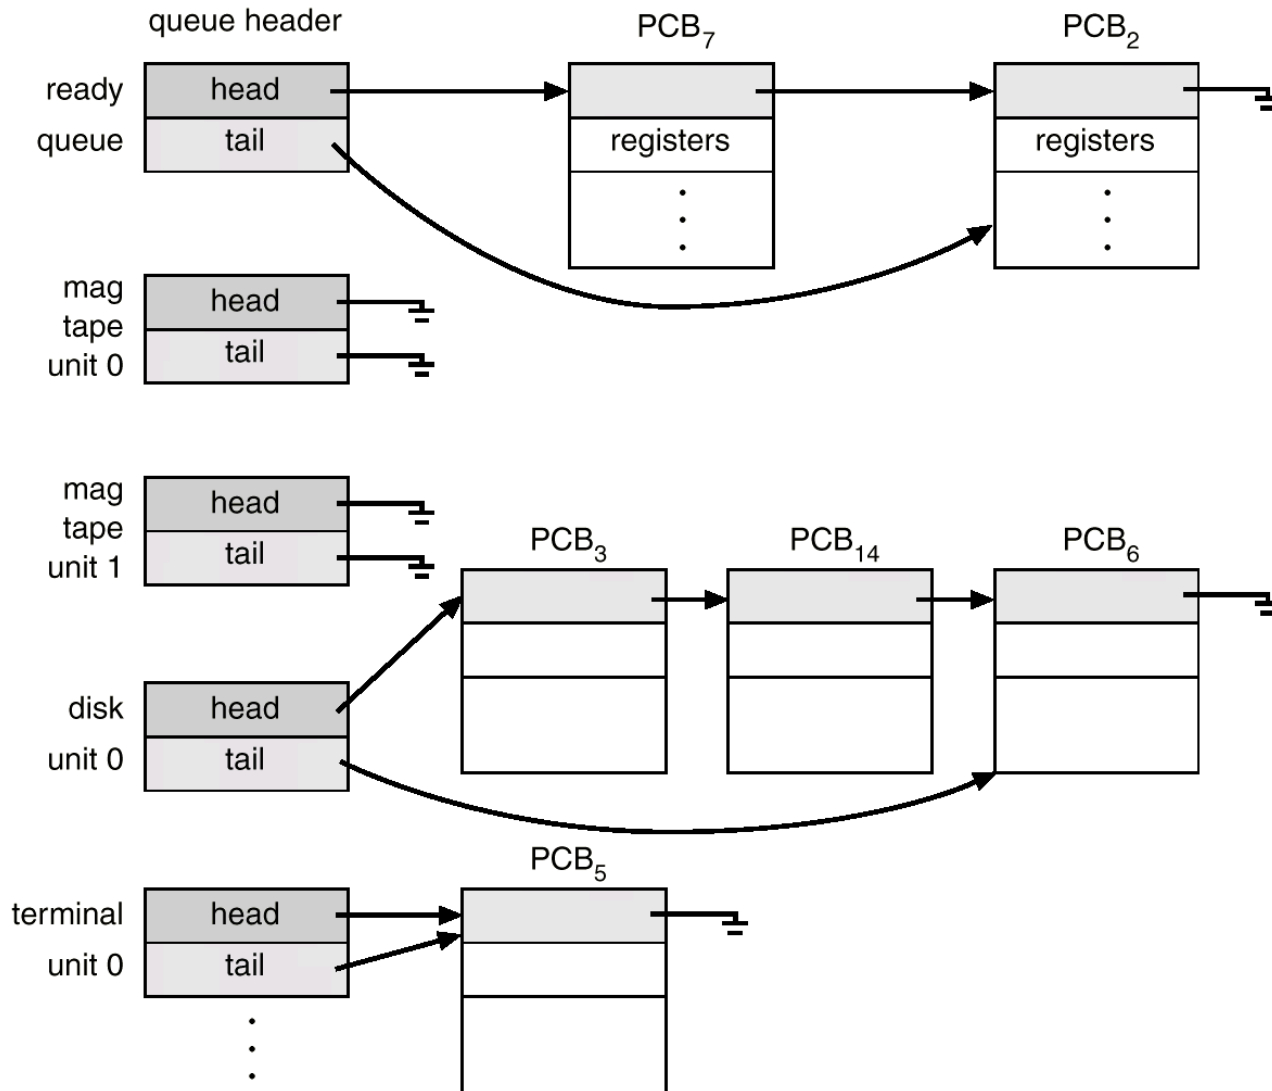 queue header
PCB7
PCB2
ready
queue
head
tail
registers
registers
mag
tape
unit 0
head
tail
mag
tape
unit 1
head
tail
PCB3
PCB14
PCB6
disk
unit 0
head
tail
PCB5
terminal
unit 0
head
tail